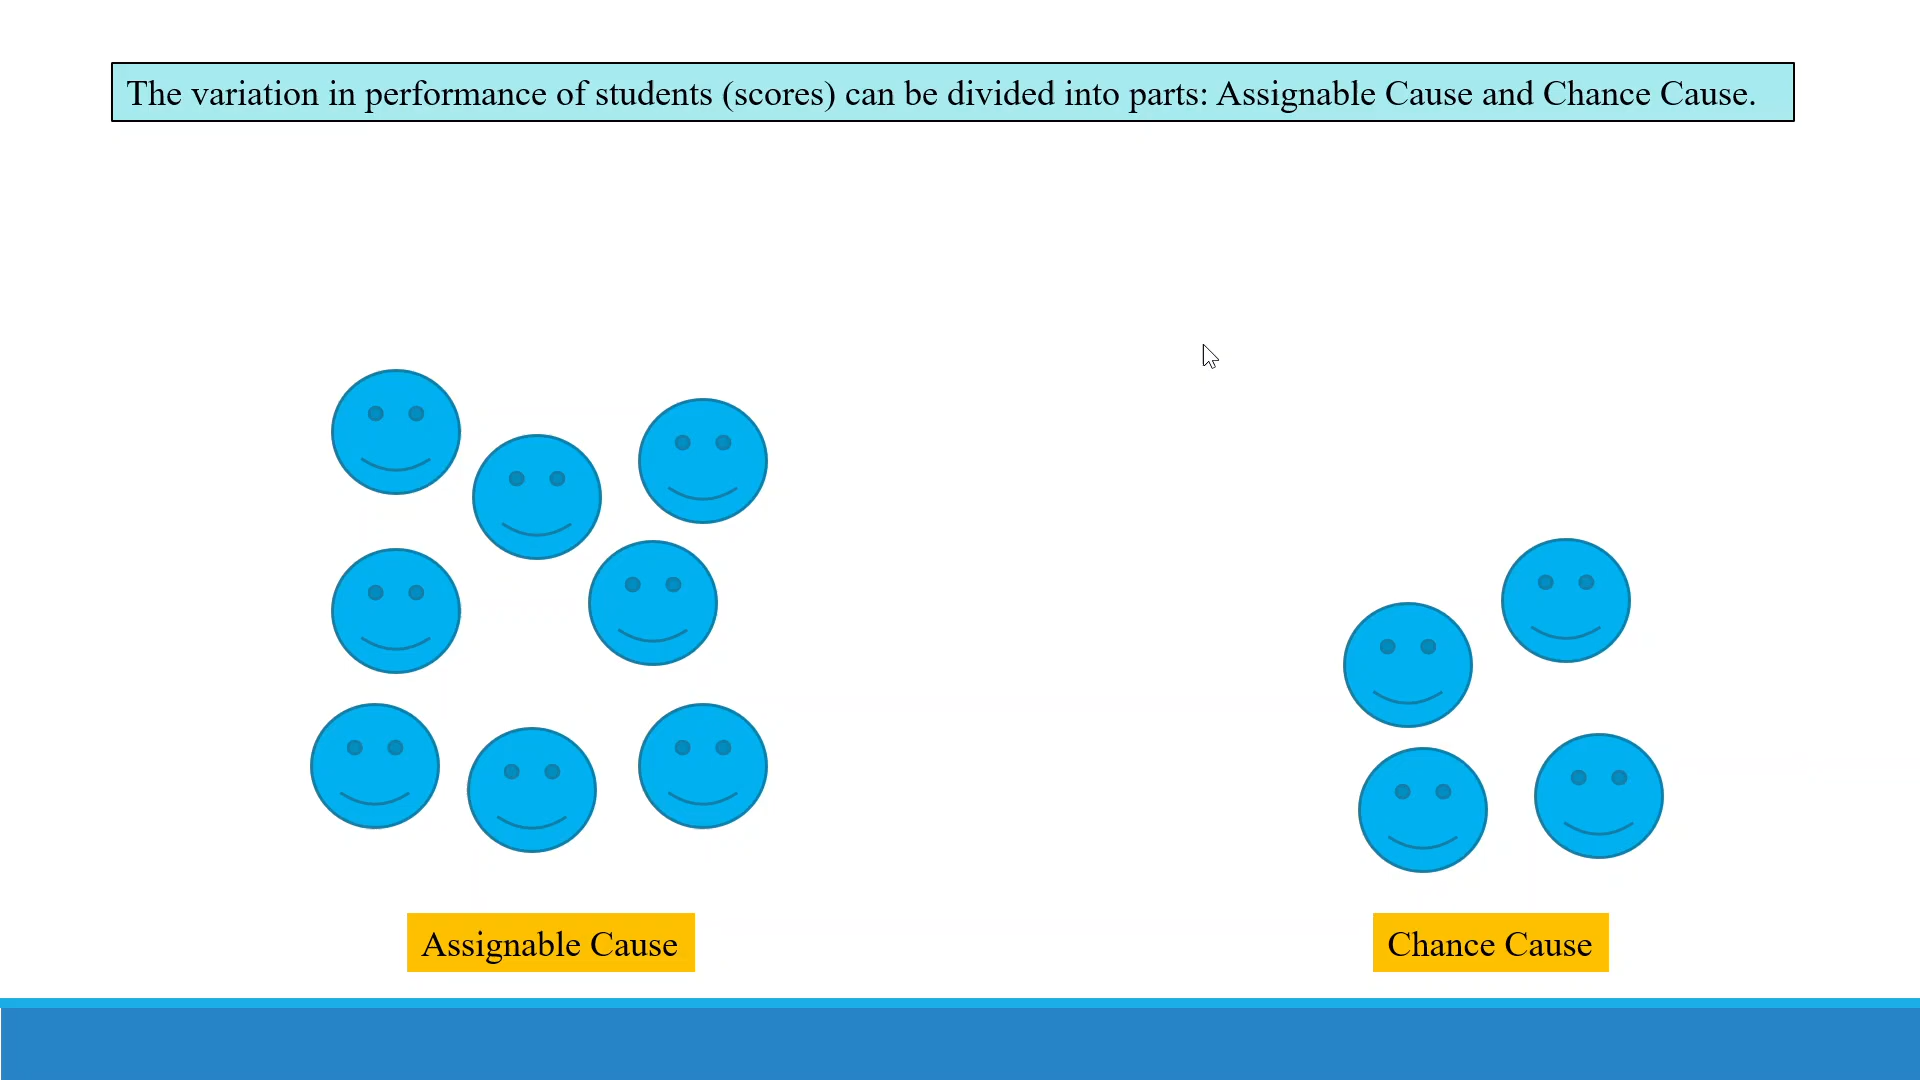 The variation in performance of students (scores) can be divided into parts: Assignable Cause and Chance Cause.
Assignable Cause
Chance Cause